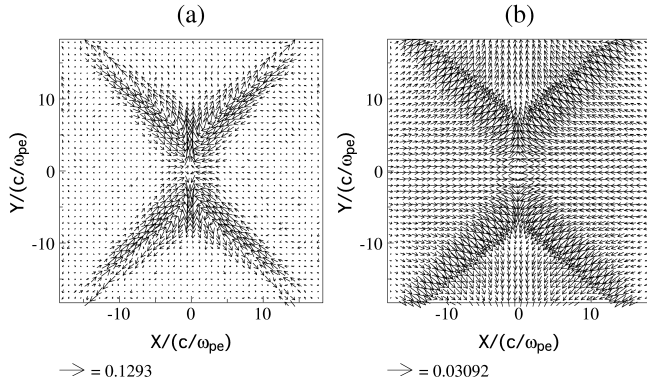 (a) (b)
10 10
0 0
-10 -10
Y/(c/ωpe) Y/(c/ωpe)
-10 0 10 -10 0 10
X/(c/ωpe) X/(c/ωpe)
= 0.1293 = 0.03092